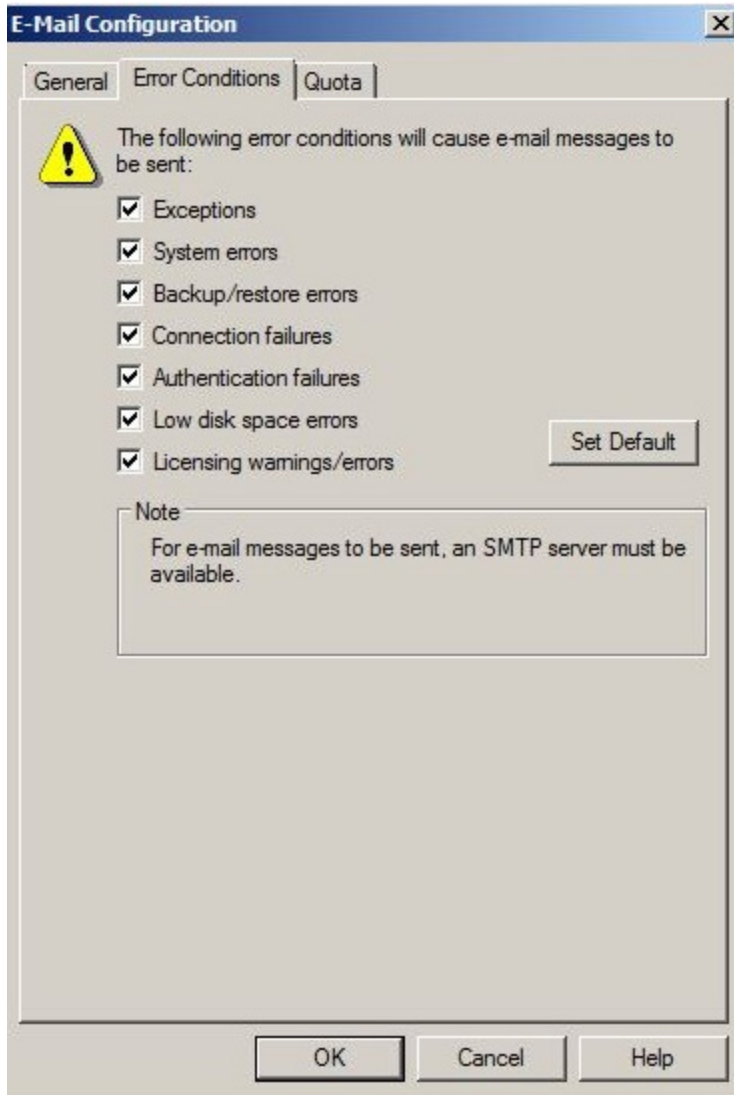 E-Mail Configuration
General Error Conditions Quota
The following error conditions will cause e-mail messages to
be sent:
Exceptions
System errors
Backup/restore errors
Connection failures
Authentication failures
Low disk space errors
Set Default
Licensing warnings/errors
Note
For e-mail messages to be sent, an SMTP server must be
available.
OK Cancel Help